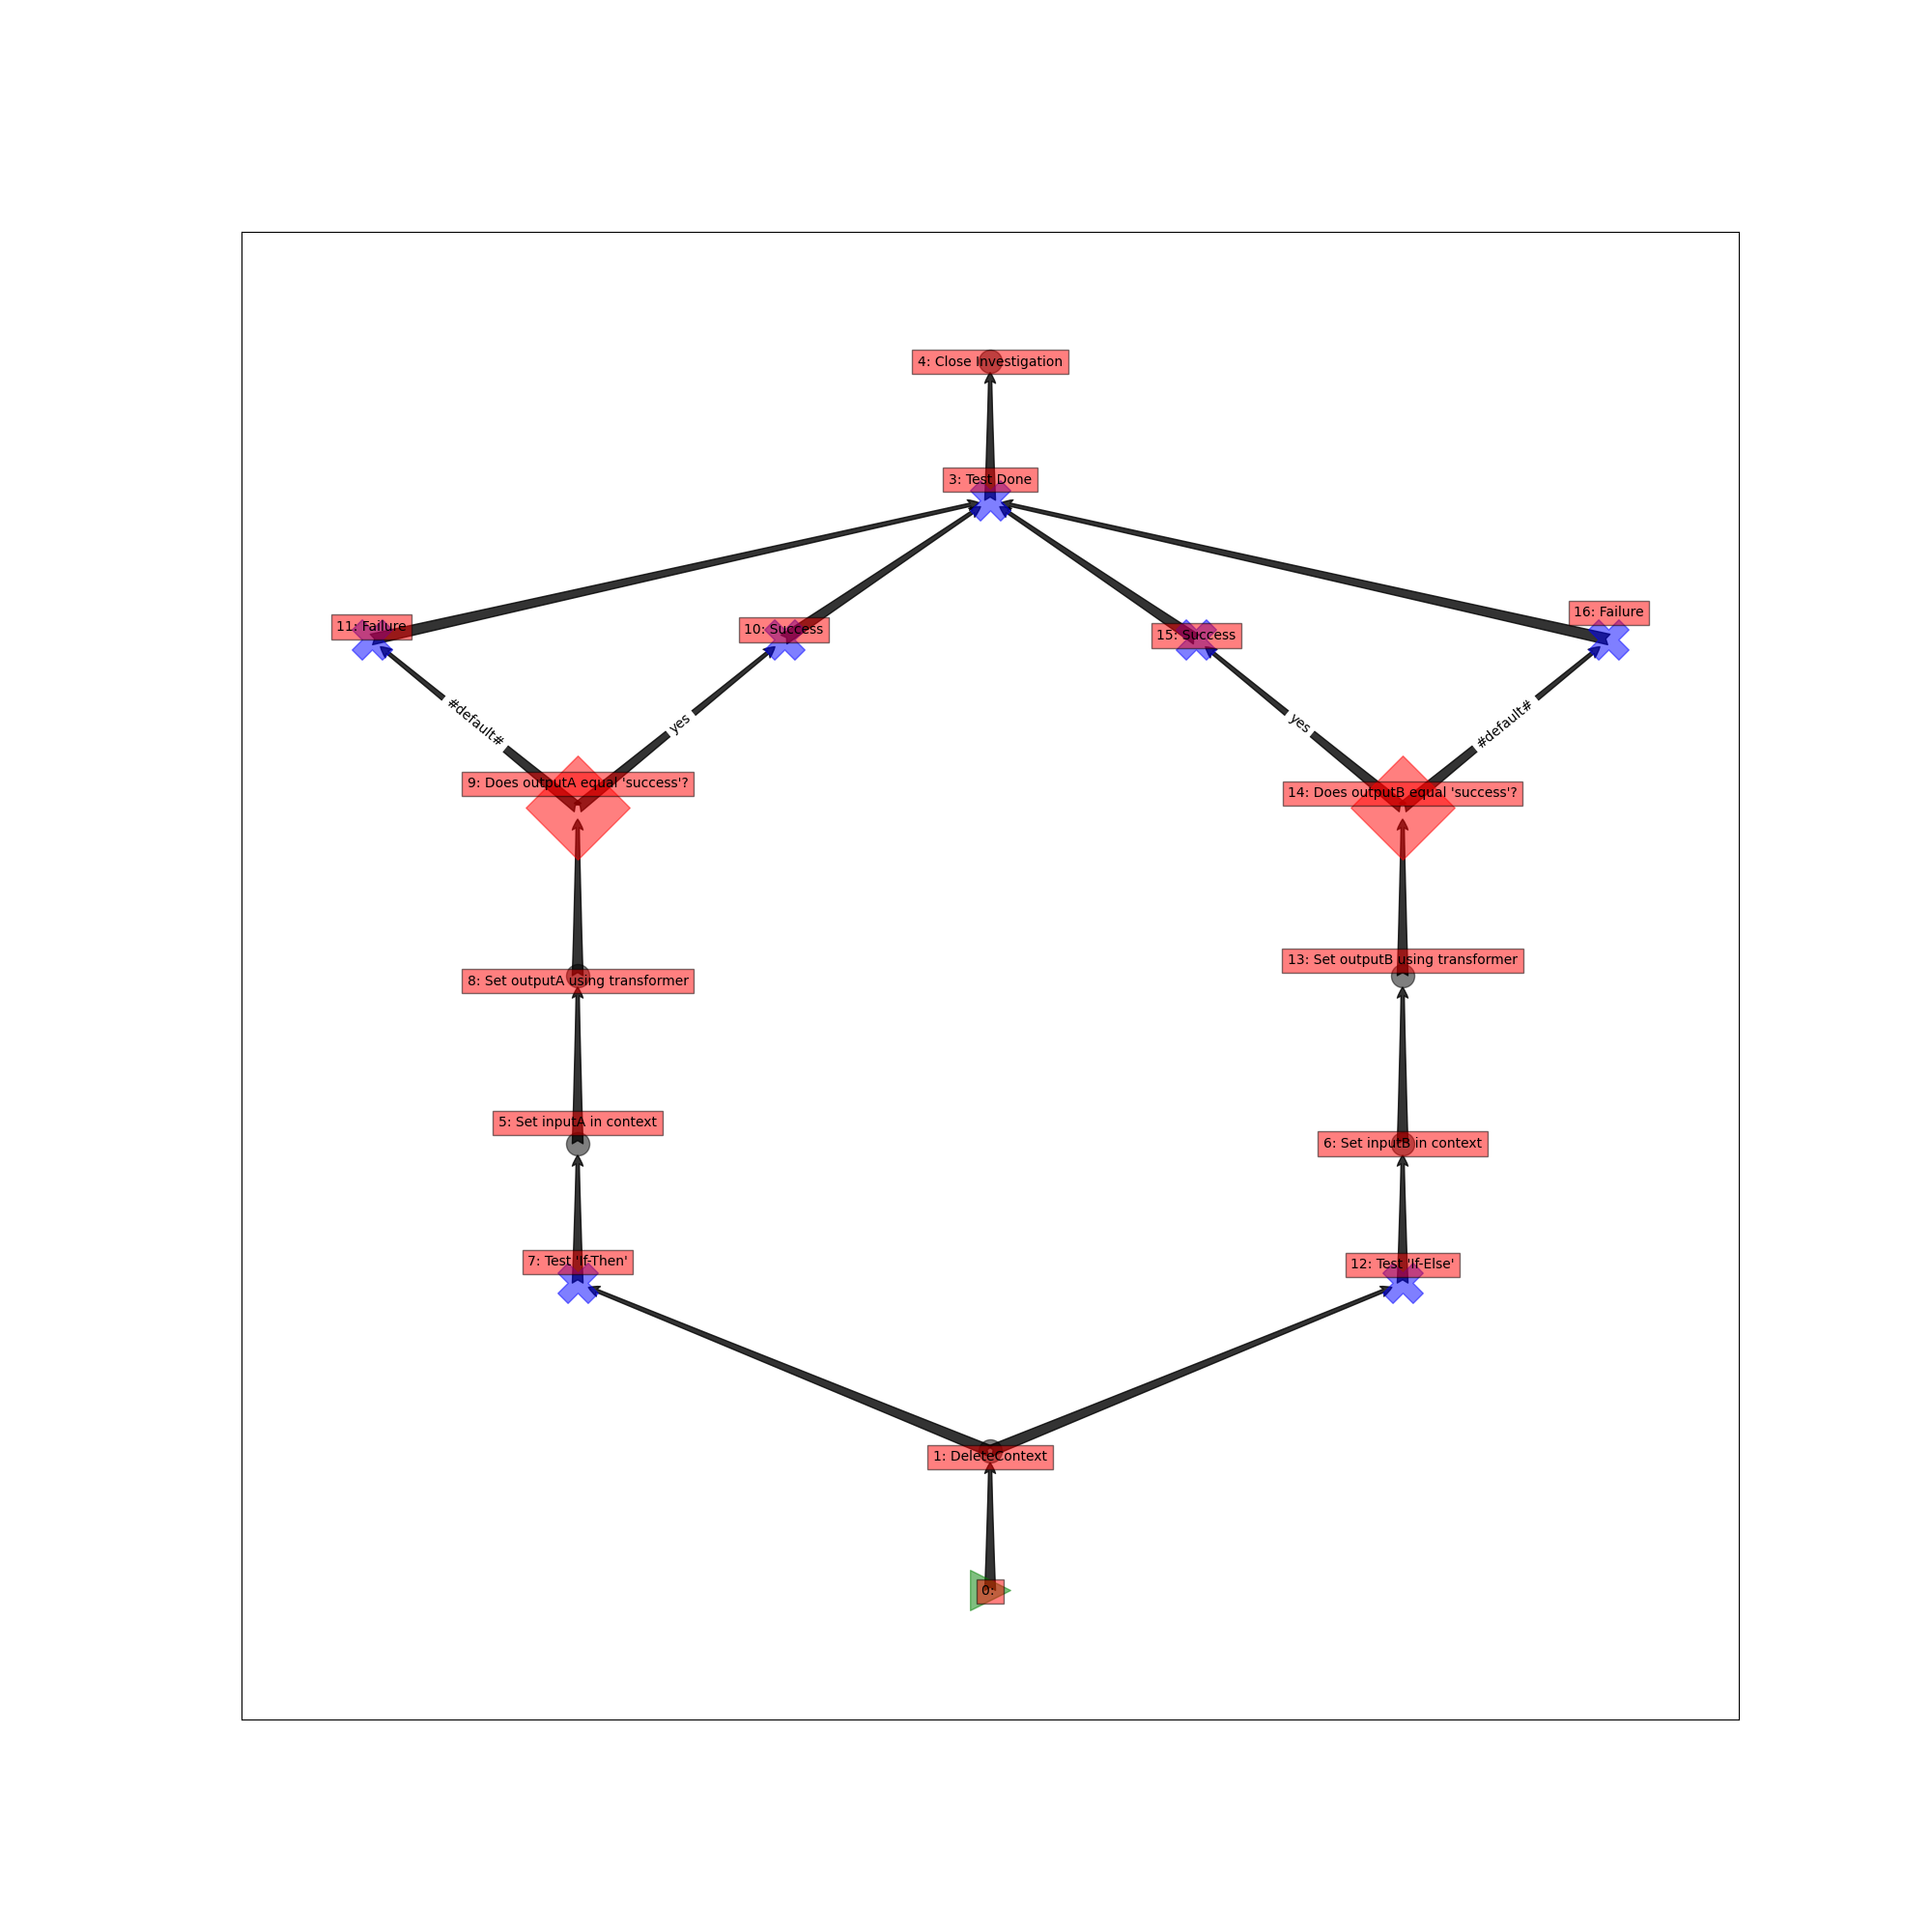 4: Close Investigation
3: Test Done
11: Failure
10: Success
15: Success
16: Failure
#default#
yes
yes
#default#
9: Does outputA equal 'success'?
14: Does outputB equal 'success'?
8: Set outputA using transformer
13: Set outputB using transformer
5: Set inputA in context
6: Set inputB in context
7: Test 'If-Then'
12: Test 'If-Else'
1: DeleteContext
0: